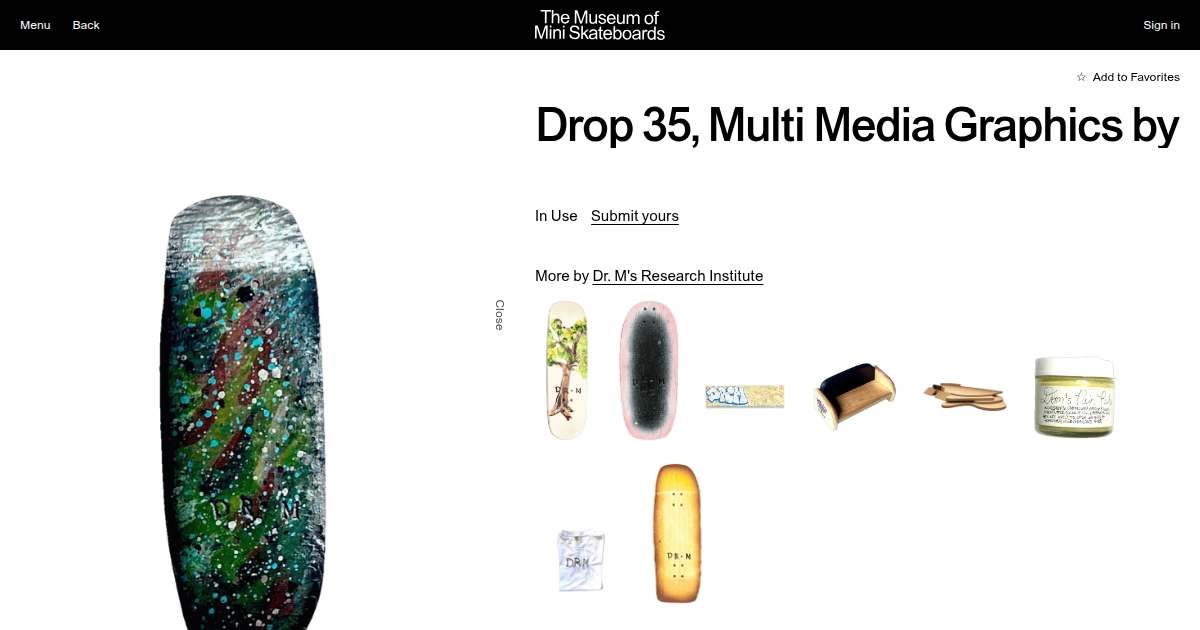 Menu Back
The Museum of
Mini Skateboards
Sign in
☆ Add to Favorites
Drop 35, Multi Media Graphics by
In Use Submit yours
More by Dr. M's Research Institute
Close
DR·M
DR·M
DRM
DR M
DR·M